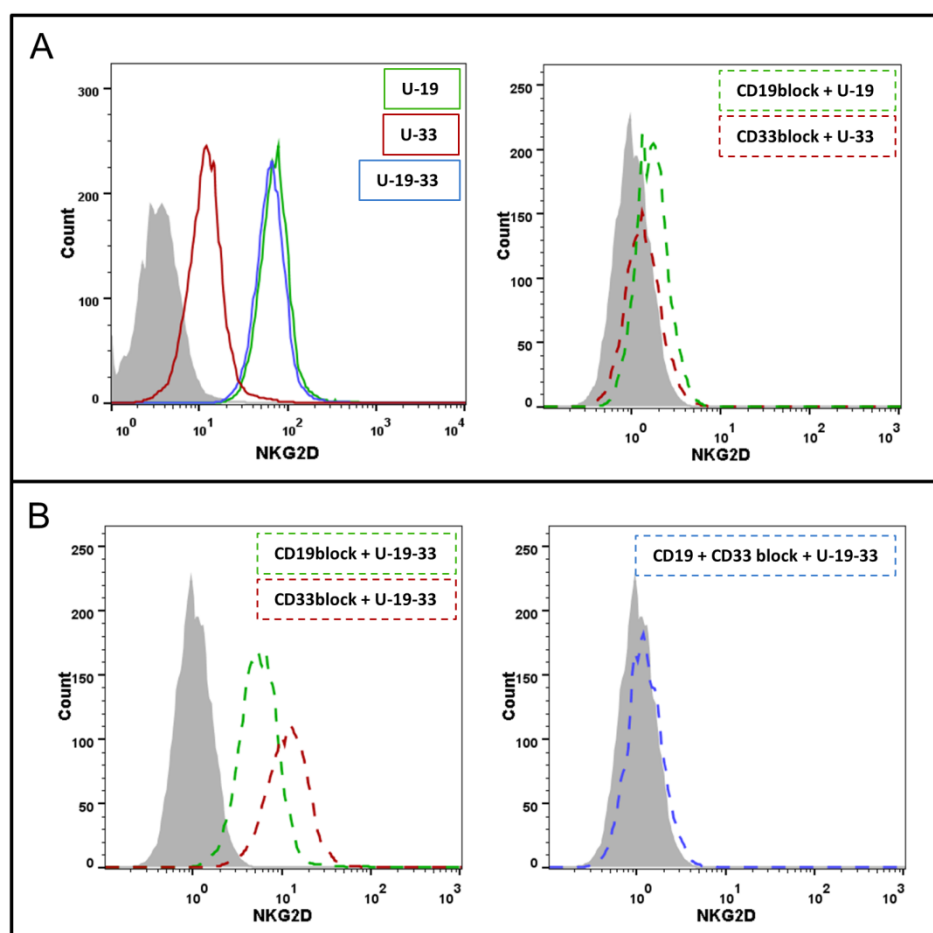 A
U-19
U-33
U-19-33
300
200
100
0
Count
10^0 10^1 10^2 10^3 10^4
NKG2D
CD19block + U-19
CD33block + U-33
250
200
150
100
50
0
Count
10^0 10^1 10^2 10^3
NKG2D
B
CD19block + U-19-33
CD33block + U-19-33
250
200
150
100
50
0
Count
10^0 10^1 10^2 10^3
NKG2D
CD19 + CD33 block + U-19-33
250
200
150
100
50
0
Count
10^0 10^1 10^2 10^3
NKG2D